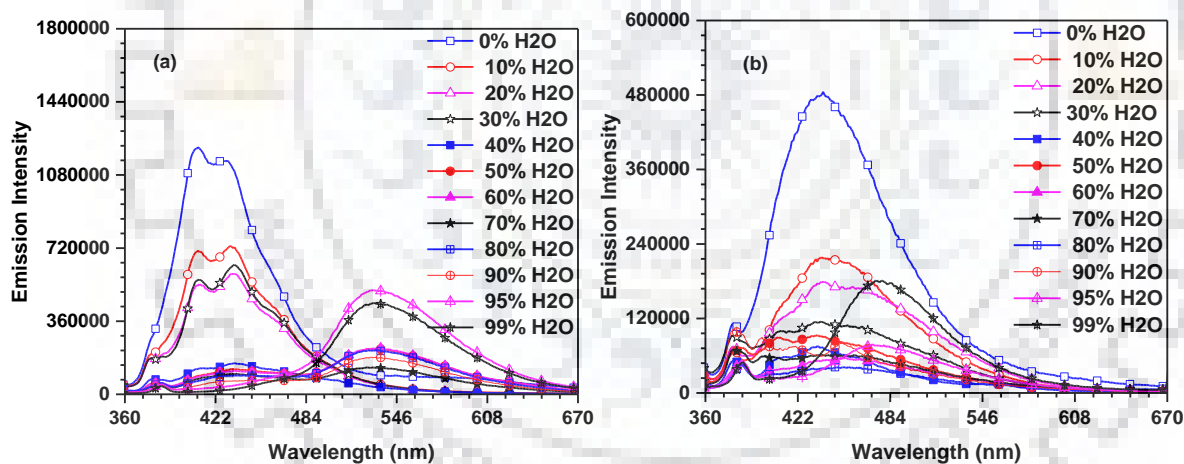 1800000
1440000
1080000
720000
360000
0
Emission Intensity
(a)
0% H2O
10% H2O
20% H2O
30% H2O
40% H2O
50% H2O
60% H2O
70% H2O
80% H2O
90% H2O
95% H2O
99% H2O
360 422 484 546 608 670
Wavelength (nm)
600000
480000
360000
240000
120000
0
Emission Intensity
(b)
0% H2O
10% H2O
20% H2O
30% H2O
40% H2O
50% H2O
60% H2O
70% H2O
80% H2O
90% H2O
95% H2O
99% H2O
360 422 484 546 608 670
Wavelength (nm)